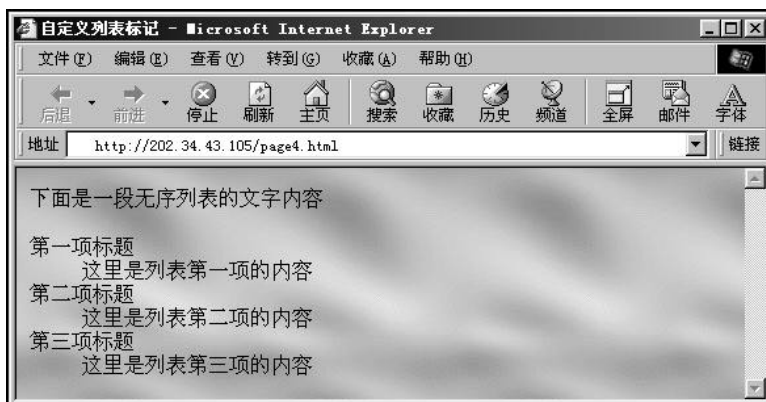 自定义列表标记 - Microsoft Internet Explorer
文件(F) 编辑(E) 查看(V) 转到(G) 收藏(A) 帮助(H)
后退 前进 停止 刷新 主页 搜索 收藏 历史 频道 全屏 邮件 字体
地址 http://202.34.43.105/page4.html 链接
下面是一段无序列表的文字内容
第一项标题
这里是列表第一项的内容
第二项标题
这里是列表第二项的内容
第三项标题
这里是列表第三项的内容